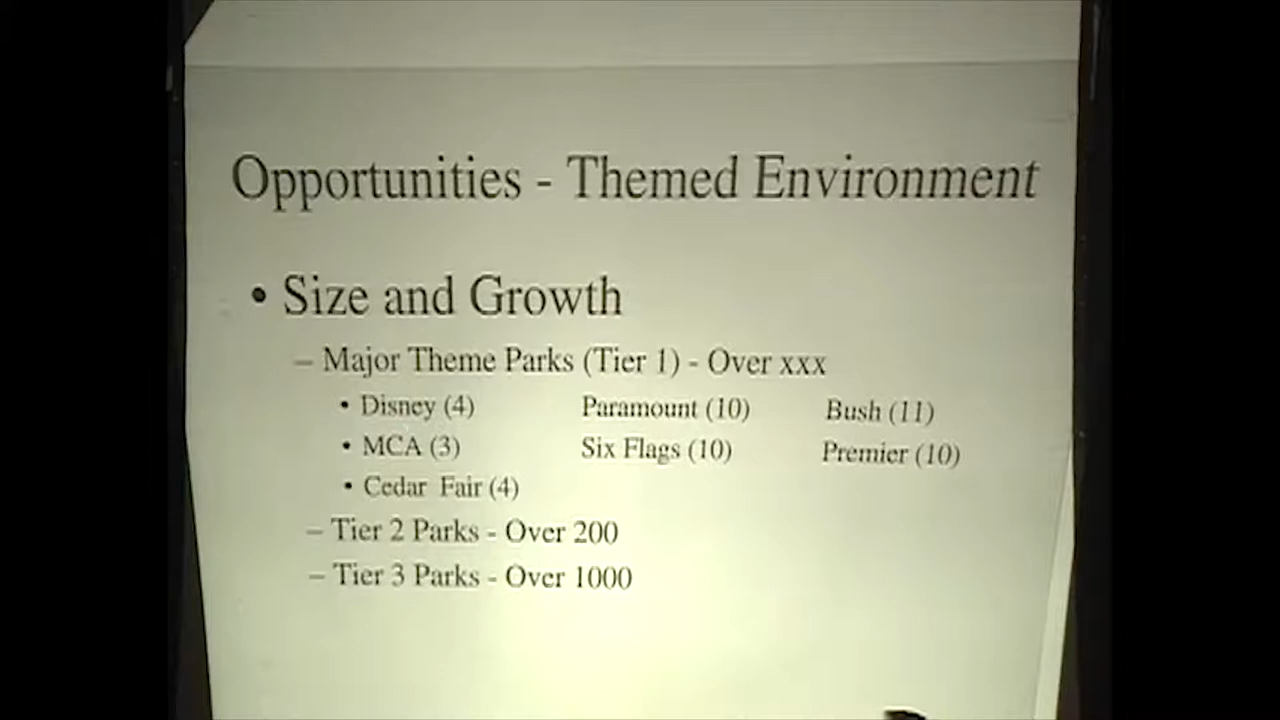 Opportunities - Themed Environment
• Size and Growth
– Major Theme Parks (Tier 1) - Over xxx
• Disney (4) Paramount (10) Bush (11)
• MCA (3) Six Flags (10) Premier (10)
• Cedar Fair (4)
– Tier 2 Parks - Over 200
– Tier 3 Parks - Over 1000